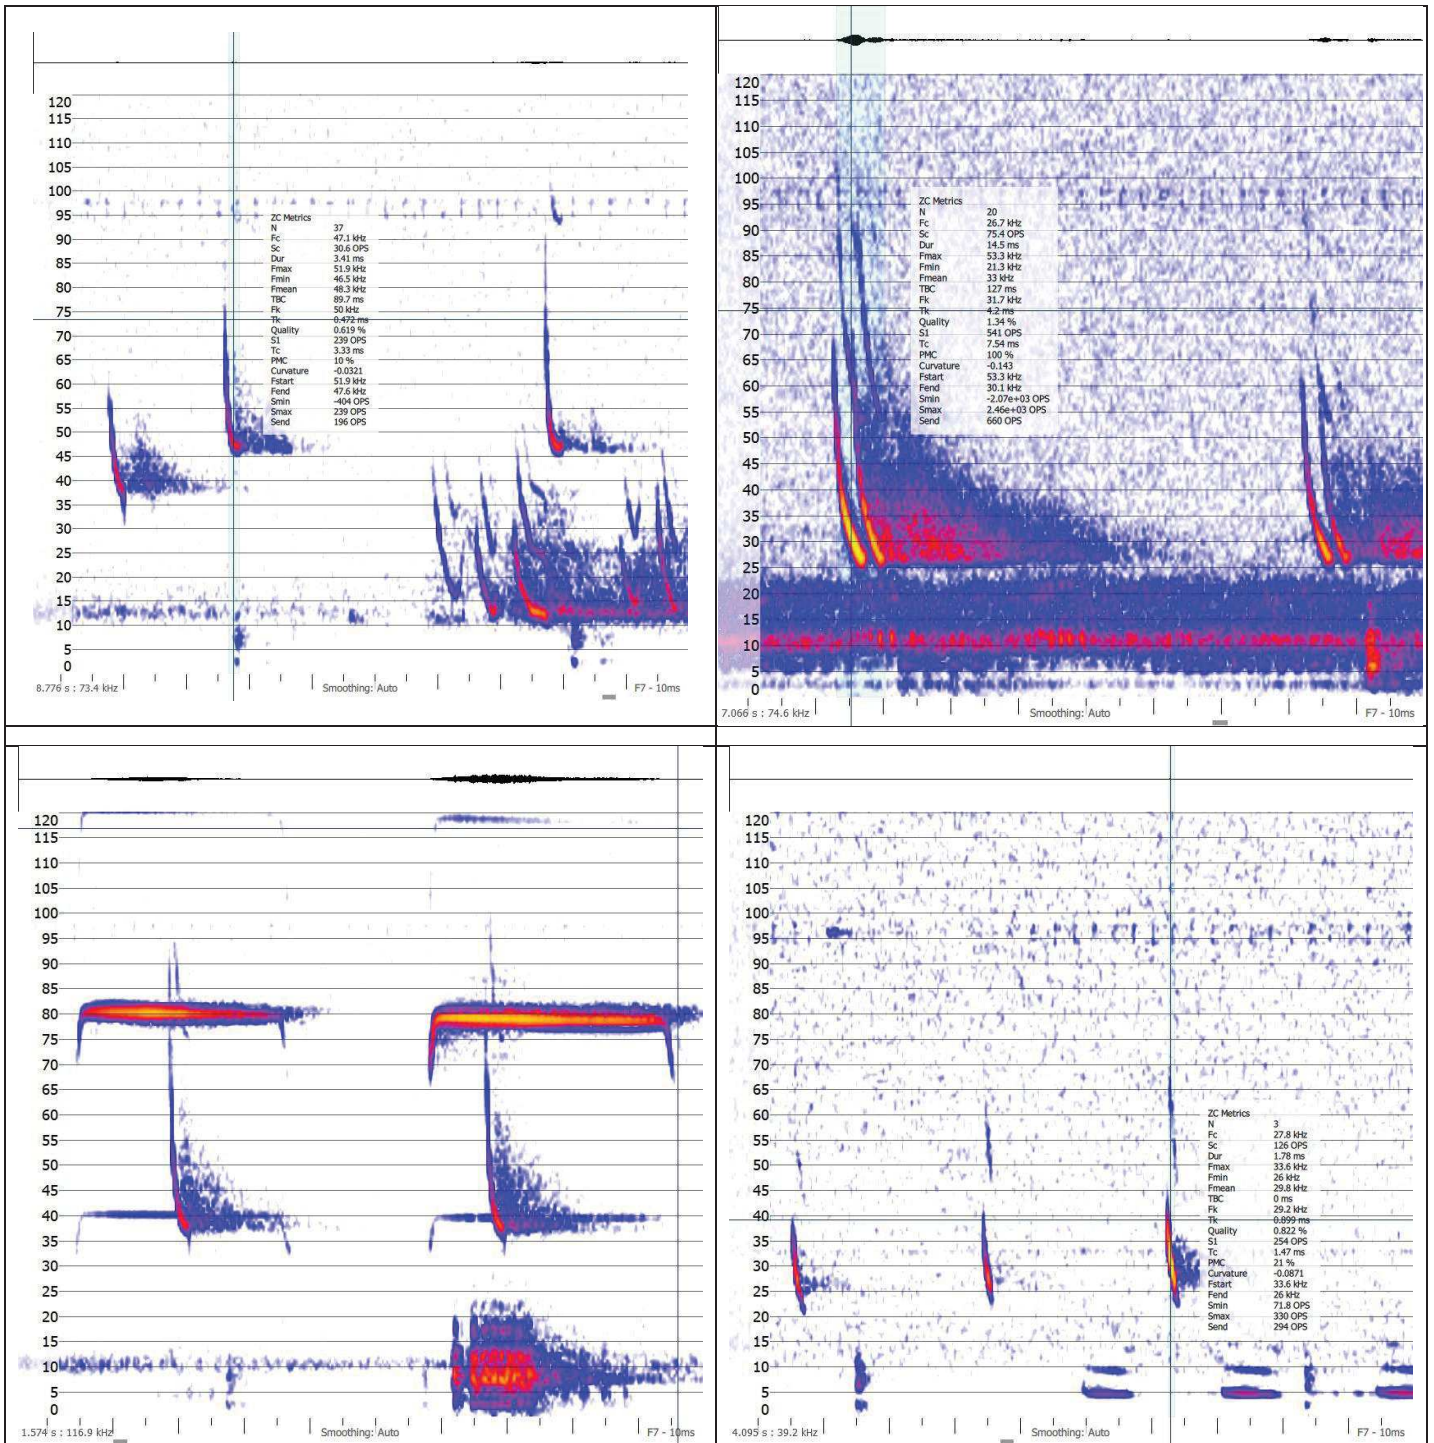 120
115
110
105
100
95
90
85
80
75
70
65
60
55
50
45
40
35
30
25
20
15
10
5
0
ZC Metrics
N 37
Fc 47.1 kHz
Sc 30.6 OPS
Dur 3.41 ms
Fmax 51.9 kHz
Fmin 46.5 kHz
Fmean 48.3 kHz
TBC 89.7 ms
Fk 50 kHz
Tk 0.472 ms
Quality 0.619 %
S1 239 OPS
Tc 3.33 ms
PMC 10 %
Curvature -0.0321
Fstart 51.9 kHz
Fend 47.6 kHz
Smin -404 OPS
Smax 239 OPS
Send 196 OPS
8.776 s : 73.4 kHz Smoothing: Auto F7 - 10ms
120
115
110
105
100
95
90
85
80
75
70
65
60
55
50
45
40
35
30
25
20
15
10
5
0
ZC Metrics
N 20
Fc 26.7 kHz
Sc 75.4 OPS
Dur 14.5 ms
Fmax 53.3 kHz
Fmin 21.3 kHz
Fmean 33 kHz
TBC 127 ms
Fk 31.7 kHz
Tk 4.2 ms
Quality 1.34 %
S1 541 OPS
Tc 7.54 ms
PMC 100 %
Curvature -0.143
Fstart 53.3 kHz
Fend 30.1 kHz
Smin -2.07e+03 OPS
Smax 2.46e+03 OPS
Send 660 OPS
7.066 s : 74.6 kHz Smoothing: Auto F7 - 10ms
120
115
110
105
100
95
90
85
80
75
70
65
60
55
50
45
40
35
30
25
20
15
10
5
0
1.574 s : 116.9 kHz Smoothing: Auto F7 - 10ms
120
115
110
105
100
95
90
85
80
75
70
65
60
55
50
45
40
35
30
25
20
15
10
5
0
ZC Metrics
N 3
Fc 27.8 kHz
Sc 126 OPS
Dur 1.78 ms
Fmax 33.6 kHz
Fmin 26 kHz
Fmean 29.8 kHz
TBC 0 ms
Fk 29.2 kHz
Tk 0.899 ms
Quality 0.822 %
S1 254 OPS
Tc 1.47 ms
PMC 21 %
Curvature -0.0871
Fstart 33.6 kHz
Fend 26 kHz
Smin 71.8 OPS
Smax 330 OPS
Send 294 OPS
4.095 s : 39.2 kHz Smoothing: Auto F7 - 10ms